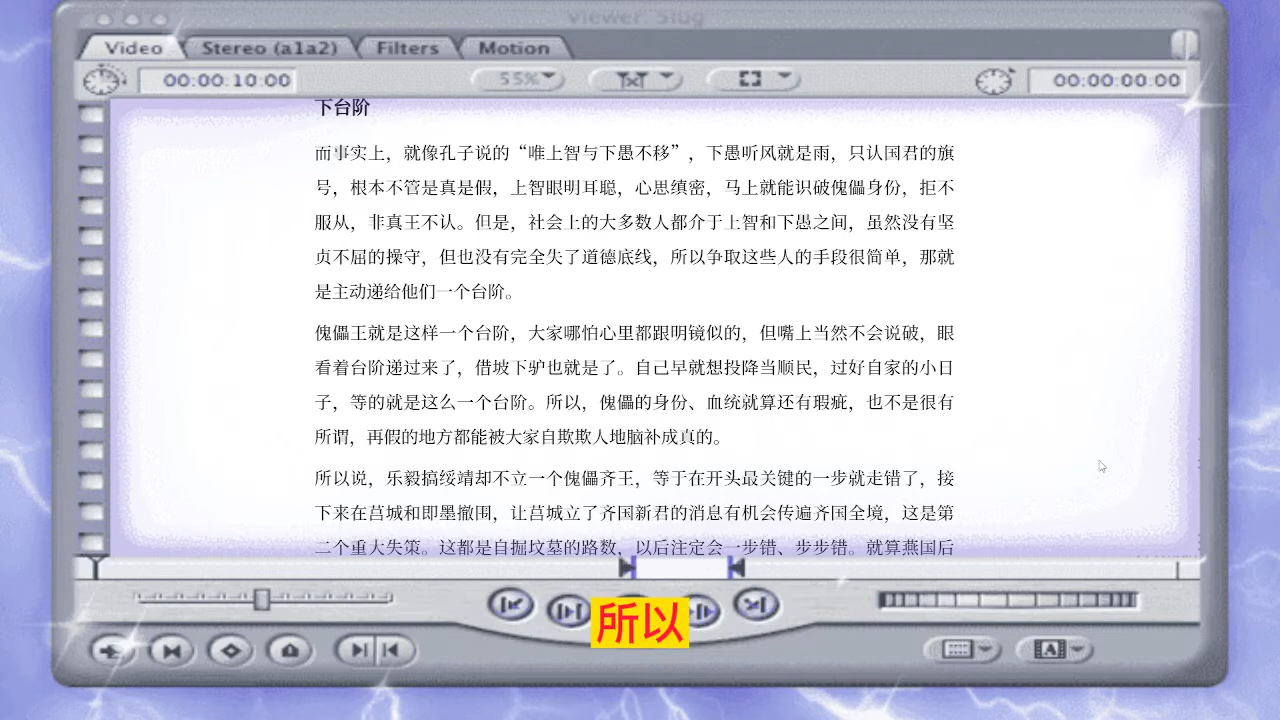 Viewer: Slug
Video
Stereo (a1a2)
Filters
Motion
00:00:10:00
55%
00:00:00:00
下台阶
而事实上，就像孔子说的“唯上智与下愚不移”，下愚听风就是雨，只认国君的旗
号，根本不管是真是假，上智眼明耳聪，心思缜密，马上就能识破傀儡身份，拒不
服从，非真王不认。但是，社会上的大多数人都介于上智和下愚之间，虽然没有坚
贞不屈的操守，但也没有完全失了道德底线，所以争取这些人的手段很简单，那就
是主动递给他们一个台阶。
傀儡王就是这样一个台阶，大家哪怕心里都跟明镜似的，但嘴上当然不会说破，眼
看着台阶递过来了，借坡下驴也就是了。自己早就想投降当顺民，过好自家的小日
子，等的就是这么一个台阶。所以，傀儡的身份、血统就算还有瑕疵，也不是很有
所谓，再假的地方都能被大家自欺欺人地脑补成真的。
所以说，乐毅搞绥靖却不立一个傀儡齐王，等于在开头最关键的一步就走错了，接
下来在莒城和即墨撤围，让莒城立了齐国新君的消息有机会传遍齐国全境，这是第
二个重大失策。这都是自掘坟墓的路数，以后注定会一步错、步步错。就算燕国后
所以
A